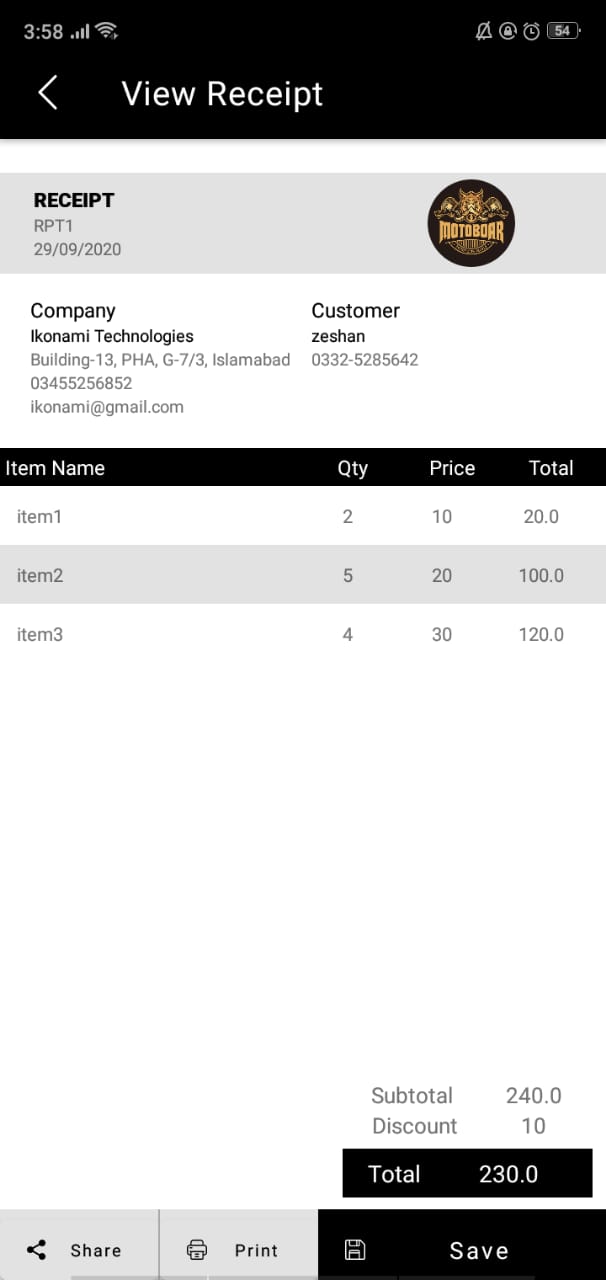 3:58
54
View Receipt
RECEIPT
RPT1
29/09/2020
MOTOBOAR
Company
Ikonami Technologies
Building-13, PHA, G-7/3, Islamabad
03455256852
ikonami@gmail.com
Customer
zeshan
0332-5285642
Item Name Qty Price Total
item1 2 10 20.0
item2 5 20 100.0
item3 4 30 120.0
Subtotal 240.0
Discount 10
Total 230.0
Share Print Save